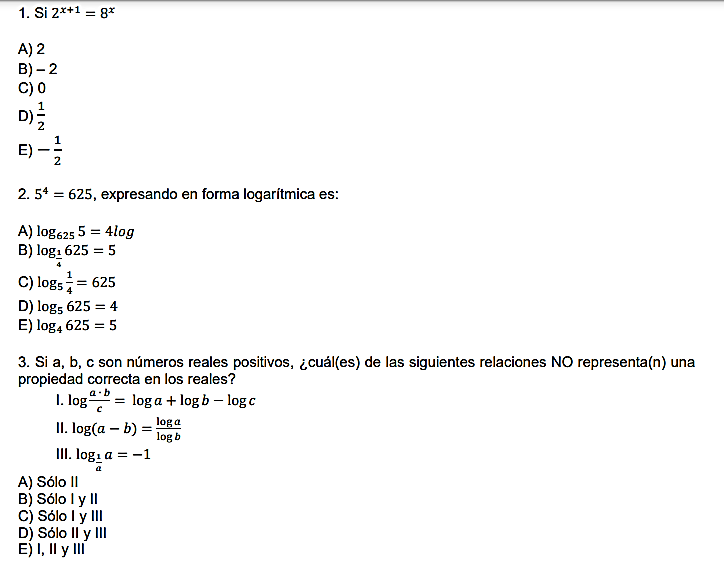 1. Si 2^{x+1} = 8^x
A) 2
B) – 2
C) 0
D) \frac{1}{2}
E) −\frac{1}{2}
2. 5^4 = 625, expresando en forma logarítmica es:
A) log_{625} 5 = 4log
B) log_{\frac{1}{4}} 625 = 5
C) log_5 \frac{1}{4} = 625
D) log_5 625 = 4
E) log_4 625 = 5
3. Si a, b, c son números reales positivos, ¿cuál(es) de las siguientes relaciones NO representa(n) una
propiedad correcta en los reales?
I. log \frac{a·b}{c} = log a + log b − log c
II. log(a − b) = \frac{log a}{log b}
III. log_{\frac{1}{a}} a = −1
A) Sólo II
B) Sólo I y II
C) Sólo I y III
D) Sólo II y III
E) I, II y III